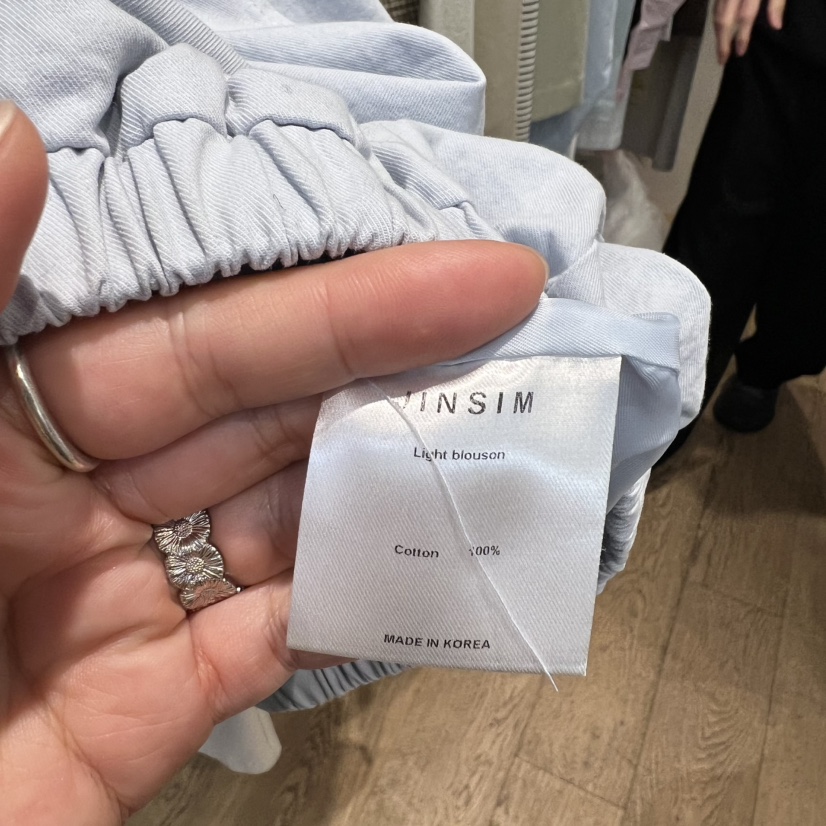 JINSIM
Light blouson
Cotton 100%
MADE IN KOREA